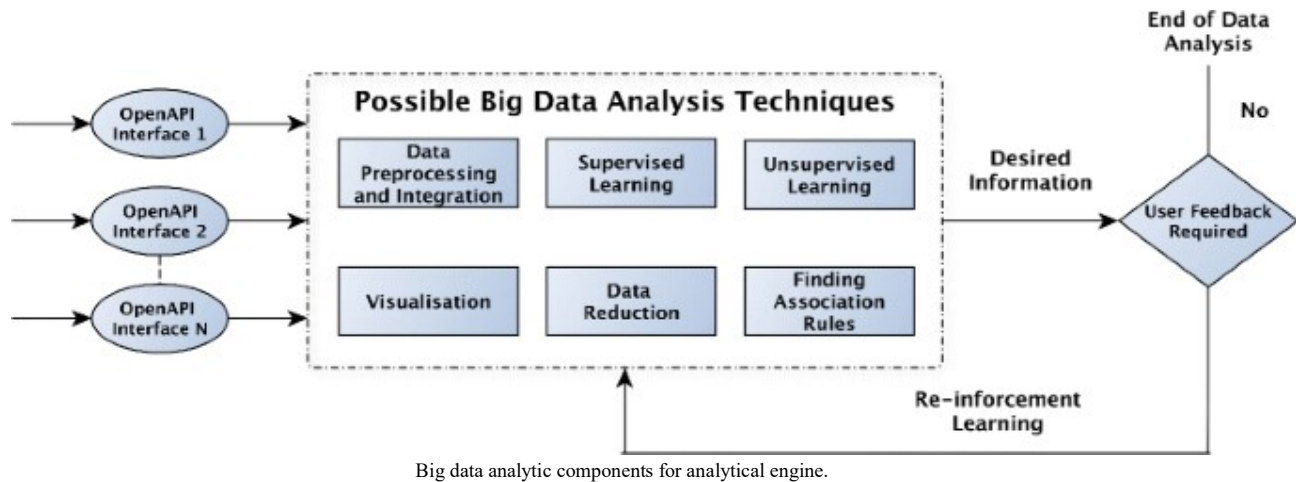 End of Data
Analysis
Possible Big Data Analysis Techniques
No
OpenAPI
Interface 1
Data
Preprocessing
and Integration
Supervised
Learning
Unsupervised
Learning
Desired
Information
OpenAPI
Interface 2
User Feedback
Required
OpenAPI
Interface N
Visualisation
Data
Reduction
Finding
Association
Rules
Re-inforcement
Learning
Big data analytic components for analytical engine.